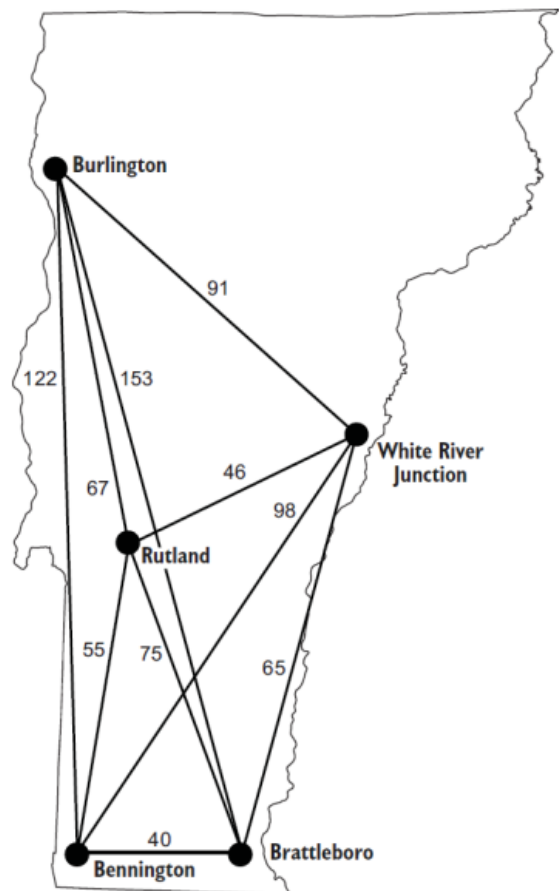 Burlington
91
122
153
White River
Junction
46
67
98
Rutland
55
75
65
40
Bennington
Brattleboro